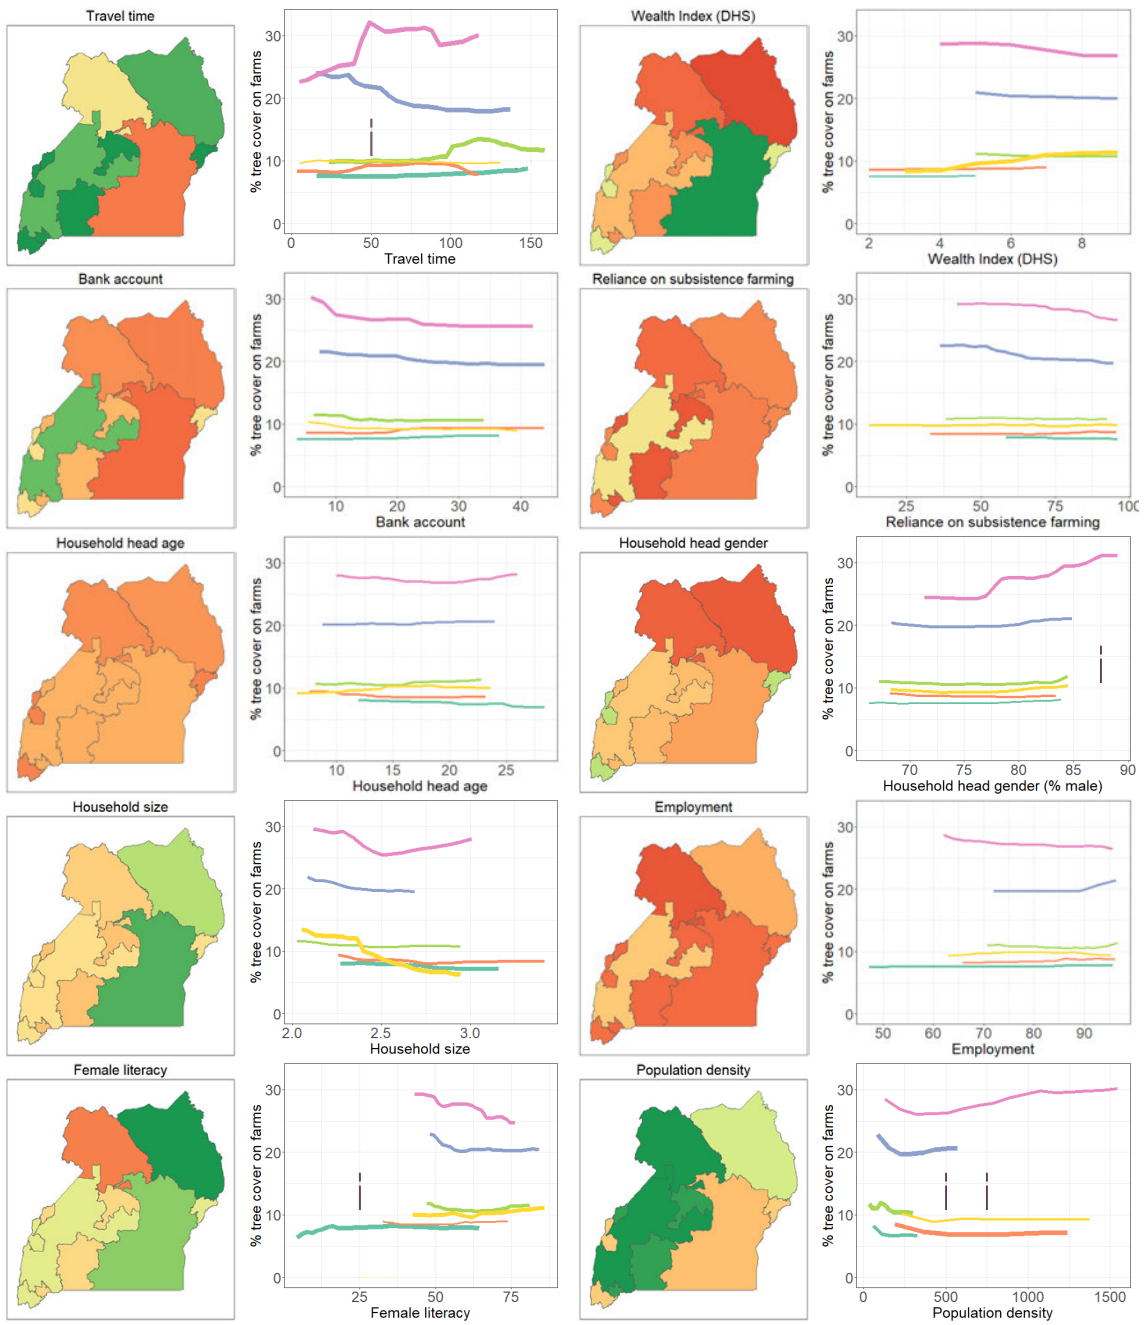 Travel time
% tree cover on farms
30
20
10
0
0 50 100 150
Travel time
Wealth Index (DHS)
% tree cover on farms
30
20
10
0
2 4 6 8
Wealth Index (DHS)
Bank account
% tree cover on farms
30
20
10
0
10 20 30 40
Bank account
Reliance on subsistence farming
% tree cover on farms
30
20
10
0
25 50 75 100
Reliance on subsistence farming
Household head age
% tree cover on farms
30
20
10
0
10 15 20 25
Household head age
Household head gender
% tree cover on farms
30
20
10
0
70 75 80 85 90
Household head gender (% male)
Household size
% tree cover on farms
30
20
10
0
2.0 2.5 3.0
Household size
Employment
% tree cover on farms
30
20
10
0
50 60 70 80 90
Employment
Female literacy
% tree cover on farms
30
20
10
0
25 50 75
Female literacy
Population density
% tree cover on farms
30
20
10
0
0 500 1000 1500
Population density